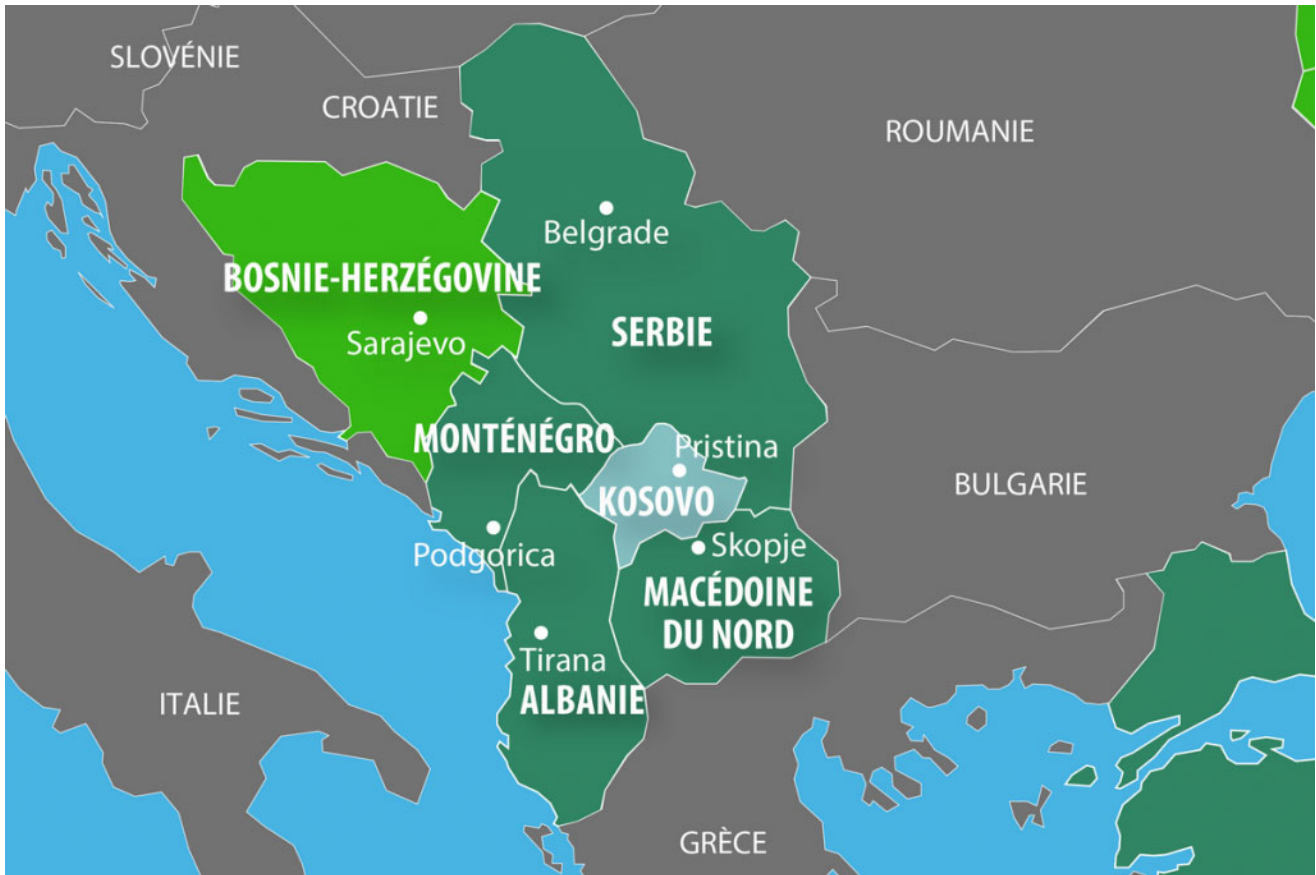 SLOVÉNIE
CROATIE
ROUMANIE
Belgrade
BOSNIE-HERZÉGOVINE
Sarajevo
SERBIE
MONTÉNÉGRO
Pristina
KOSOVO
BULGARIE
Podgorica
Skopje
MACÉDOINE
DU NORD
Tirana
ALBANIE
ITALIE
GRÈCE